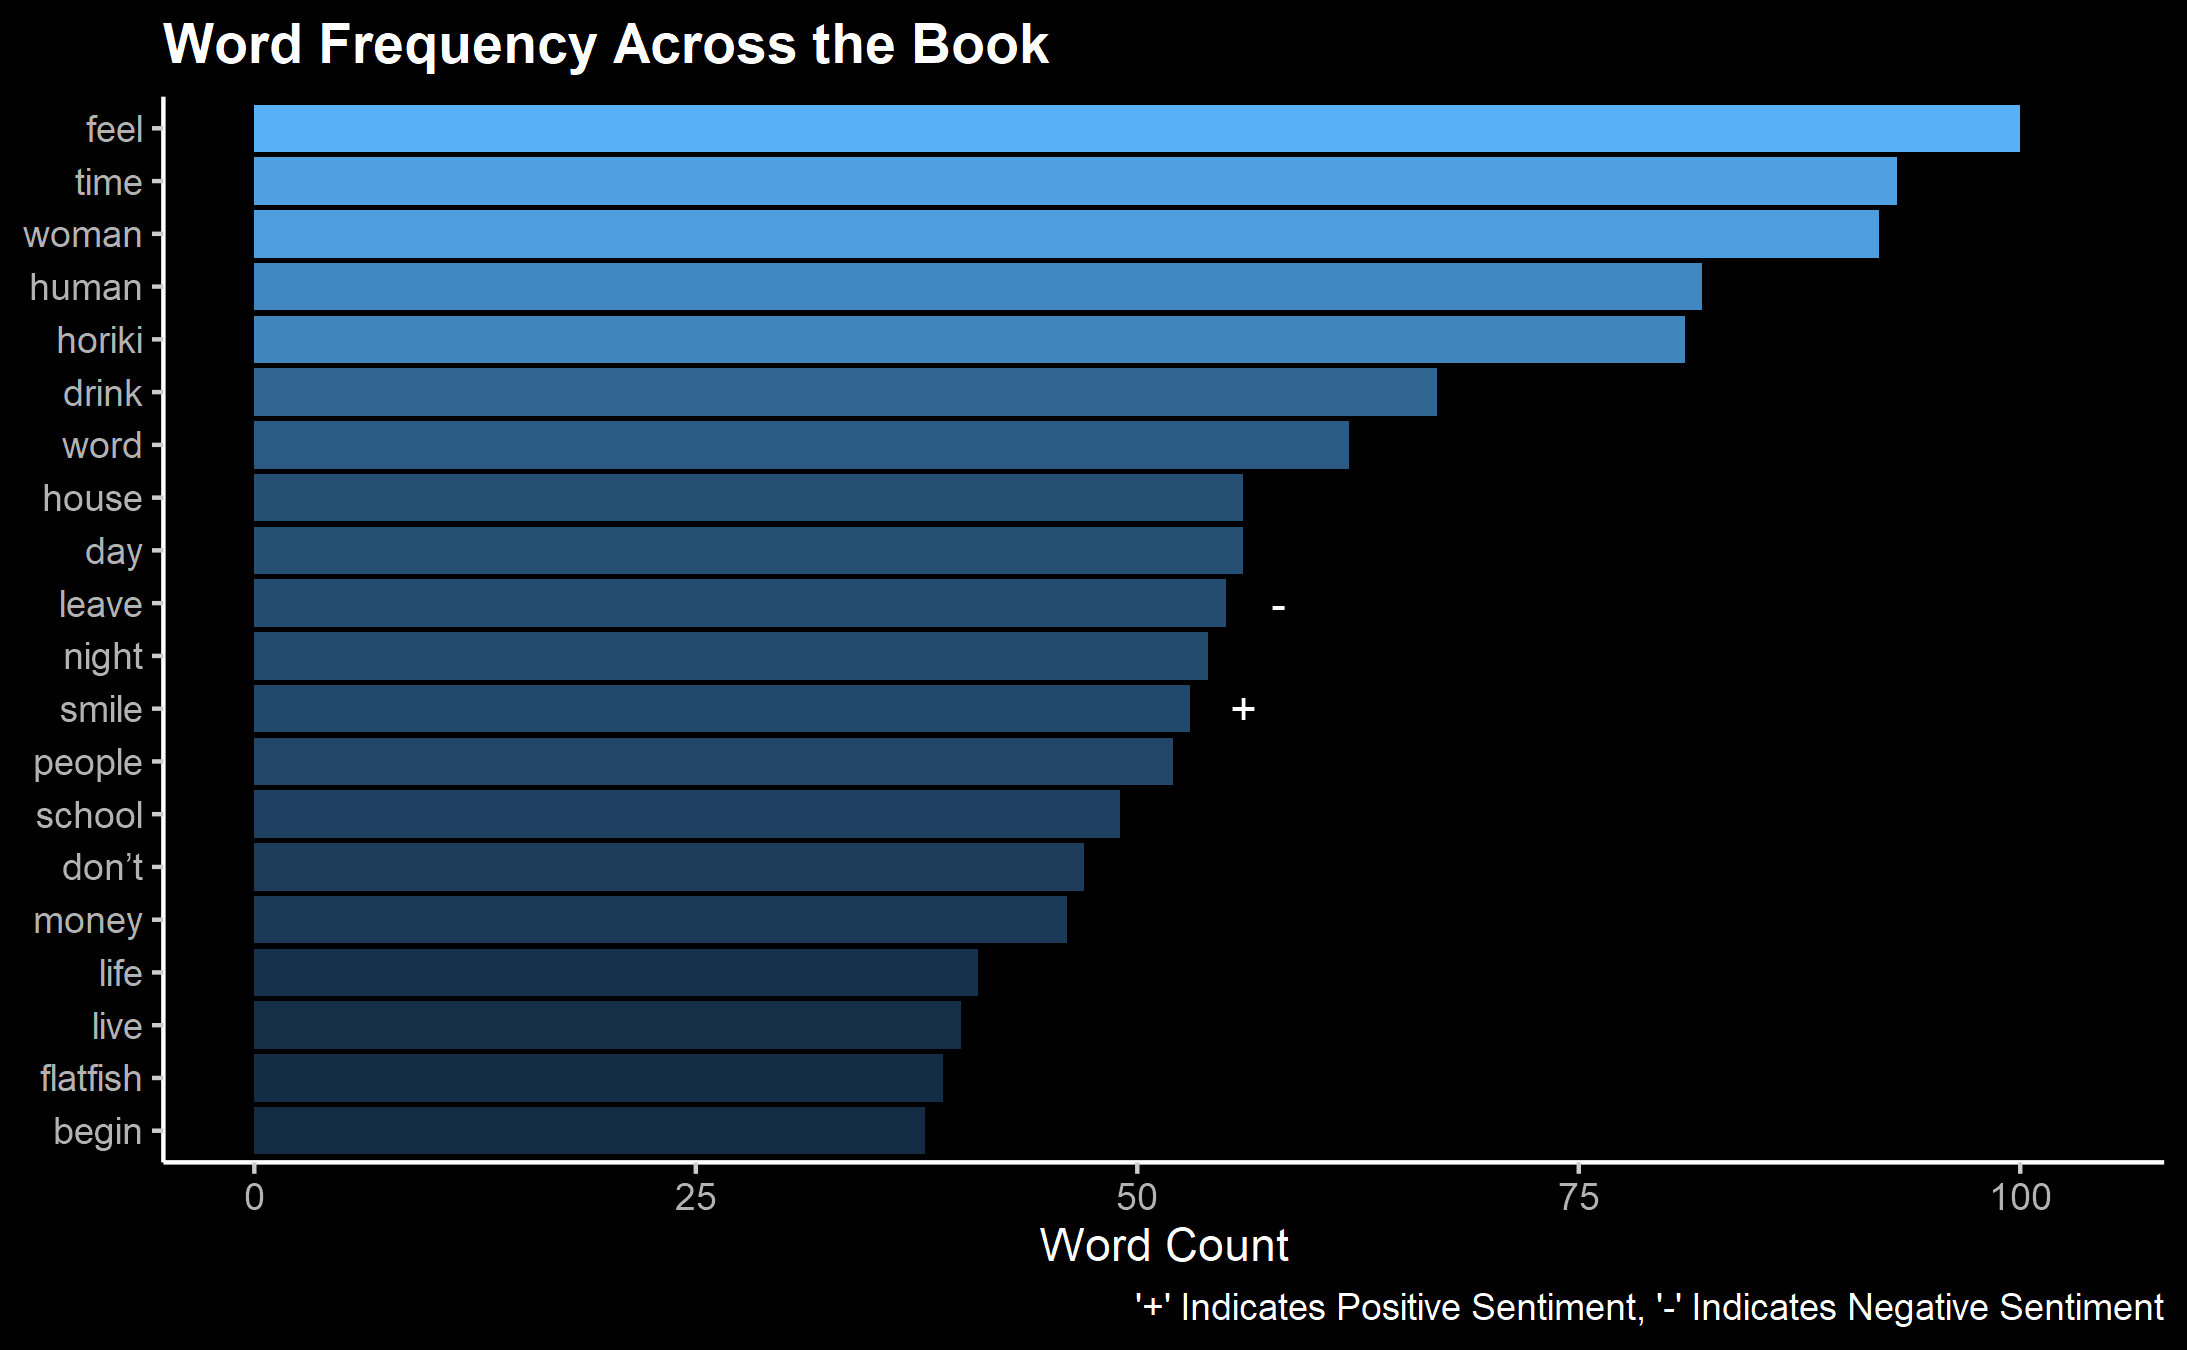 Word Frequency Across the Book
feel
time
woman
human
horiki
drink
word
house
day
leave
-
night
smile
+
people
school
don’t
money
life
live
flatfish
begin
0 25 50 75 100
Word Count
'+' Indicates Positive Sentiment, '-' Indicates Negative Sentiment